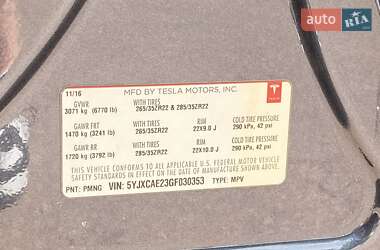 AUTO RIA.com
11/16 MFD BY TESLA MOTORS, INC.
TESLA
GVWR WITH TIRES
3071 kg (6770 lb) 265/35ZR22 & 285/35ZR22
GAWR FRT WITH TIRES RIM COLD TIRE PRESSURE
1470 kg (3241 lb) 265/35ZR22 22X9.0 J 290 kPa, 42 psi
GAWR RR WITH TIRES RIM COLD TIRE PRESSURE
1720 kg (3792 lb) 285/35ZR22 22X10.0 J 290 kPa, 42 psi
THIS VEHICLE CONFORMS TO ALL APPLICABLE U.S. FEDERAL MOTOR VEHICLE
SAFETY STANDARDS IN EFFECT ON THE DATE OF MANUFACTURE SHOWN ABOVE.
PNT: PMNG VIN: 5YJXCAE23GF030353 TYPE: MPV